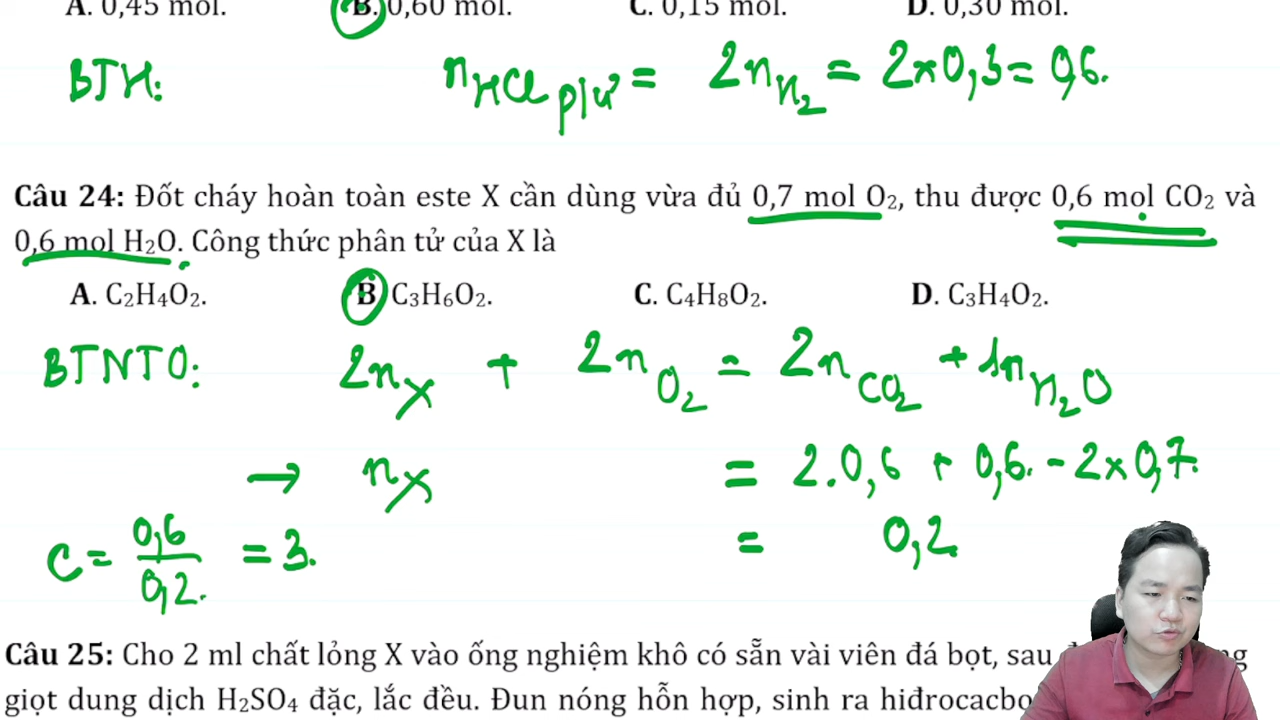 A. 0,45 mol. B. 0,60 mol. C. 0,15 mol. D. 0,30 mol.
BTH: nHCl p/ư = 2nH₂ = 2×0,3 = 0,6.
Câu 24: Đốt cháy hoàn toàn este X cần dùng vừa đủ 0,7 mol O₂, thu được 0,6 mol CO₂ và
0,6 mol H₂O. Công thức phân tử của X là
A. C₂H₄O₂. B C₃H₆O₂. C. C₄H₈O₂. D. C₃H₄O₂.
BTNTO: 2nX + 2nO₂ = 2nCO₂ + 1nH₂O
→ nX = 2.0,6 + 0,6 - 2×0,7.
C = 0,6/0,2 = 3. = 0,2
Câu 25: Cho 2 ml chất lỏng X vào ống nghiệm khô có sẵn vài viên đá bọt, sau
giọt dung dịch H₂SO₄ đặc, lắc đều. Đun nóng hỗn hợp, sinh ra hiđrocacbo